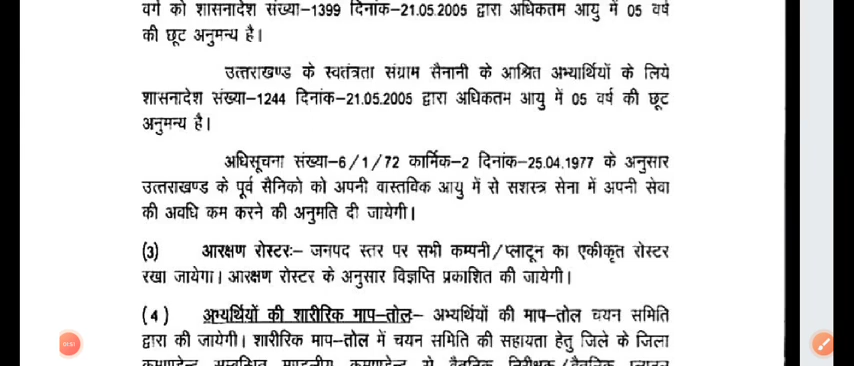 वर्ग को शासनादेश संख्या–1399 दिनांक–21.05.2005 द्वारा अधिकतम आयु में 05 वर्ष
की छूट अनुमन्य है।
उत्तराखण्ड के स्वतंत्रता संग्राम सैनानी के आश्रित अभ्यार्थियों के लिये
शासनादेश संख्या–1244 दिनांक–21.05.2005 द्वारा अधिकतम आयु में 05 वर्ष की छूट
अनुमन्य है।
अधिसूचना संख्या–6/1/72 कार्मिक–2 दिनांक–25.04.1977 के अनुसार
उत्तराखण्ड के पूर्व सैनिको को अपनी वास्तविक आयु में से सशस्त्र सेना में अपनी सेवा
की अवधि कम करने की अनुमति दी जायेगी।
(3) आरक्षण रोस्टरः– जनपद स्तर पर सभी कम्पनी/प्लाटून का एकीकृत रोस्टर
रखा जायेगा। आरक्षण रोस्टर के अनुसार विज्ञप्ति प्रकाशित की जायेगी।
(4) अभ्यर्थियों की शारीरिक माप–तोलः– अभ्यर्थियों की माप–तोल चयन समिति
द्वारा की जायेगी। शारीरिक माप–तोल में चयन समिति की सहायता हेतु जिले के जिला